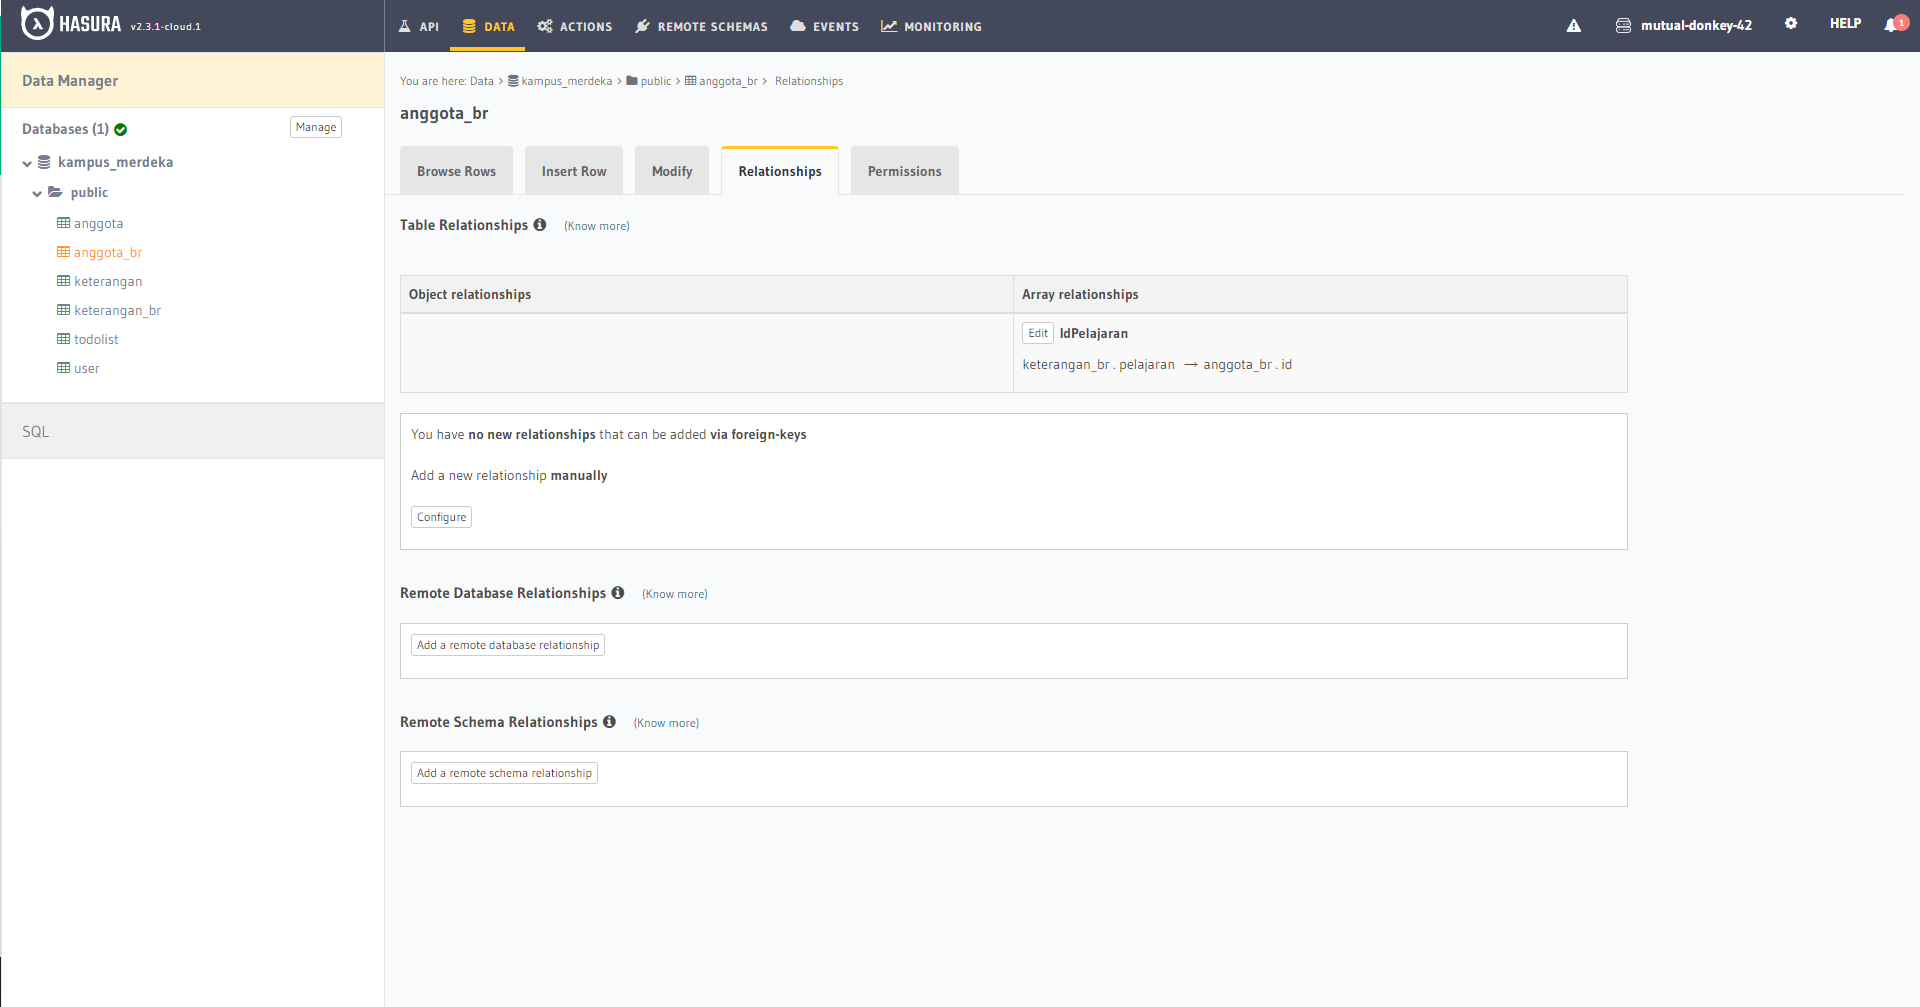 HASURA v2.3.1-cloud.1
API DATA ACTIONS REMOTE SCHEMAS EVENTS MONITORING
mutual-donkey-42 HELP 1
Data Manager
Databases (1) Manage
kampus_merdeka
public
anggota
anggota_br
keterangan
keterangan_br
todolist
user
SQL
You are here: Data > kampus_merdeka > public > anggota_br > Relationships
anggota_br
Browse Rows Insert Row Modify Relationships Permissions
Table Relationships (Know more)
Object relationships Array relationships
Edit IdPelajaran
keterangan_br . pelajaran → anggota_br . id
You have no new relationships that can be added via foreign-keys
Add a new relationship manually
Configure
Remote Database Relationships (Know more)
Add a remote database relationship
Remote Schema Relationships (Know more)
Add a remote schema relationship